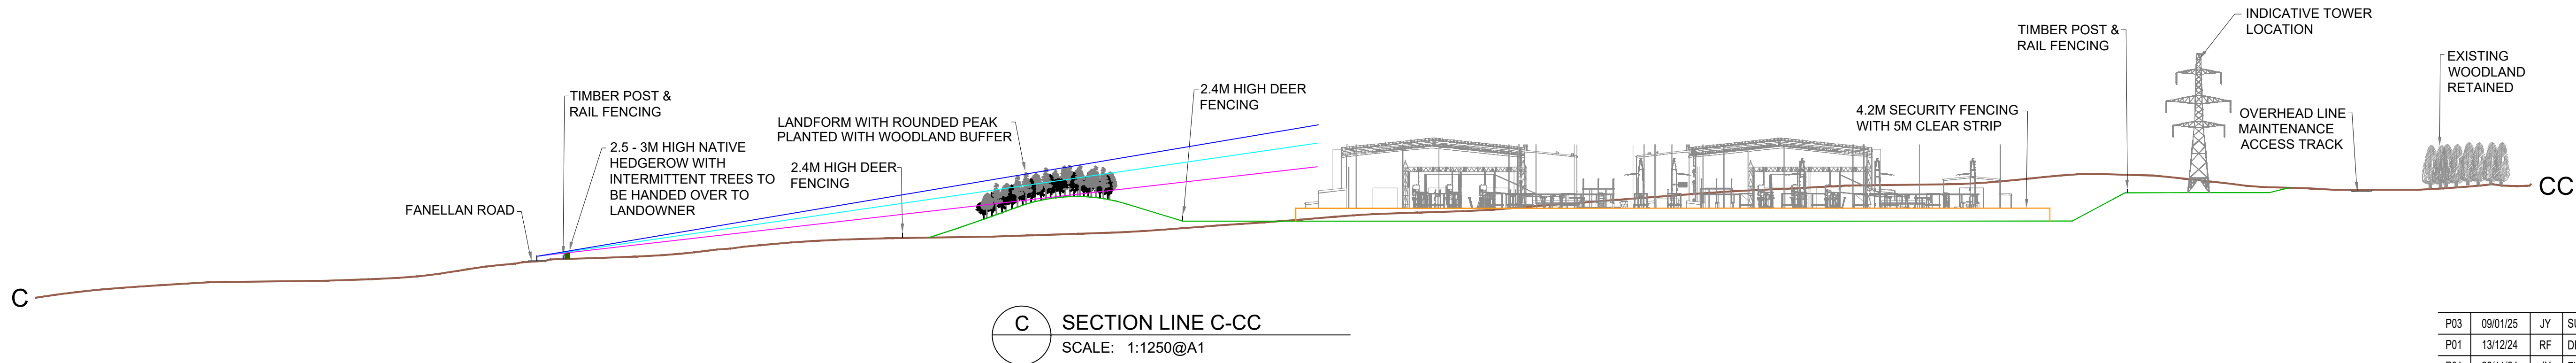 C
FANELLAN ROAD
TIMBER POST &
RAIL FENCING
2.5 - 3M HIGH NATIVE
HEDGEROW WITH
INTERMITTENT TREES TO
BE HANDED OVER TO
LANDOWNER
LANDFORM WITH ROUNDED PEAK
PLANTED WITH WOODLAND BUFFER
2.4M HIGH DEER
FENCING
2.4M HIGH DEER
FENCING
4.2M SECURITY FENCING
WITH 5M CLEAR STRIP
TIMBER POST &
RAIL FENCING
INDICATIVE TOWER
LOCATION
OVERHEAD LINE
MAINTENANCE
ACCESS TRACK
EXISTING
WOODLAND
RETAINED
CC
C
SECTION LINE C-CC
SCALE: 1:1250@A1
P03 09/01/25 JY
P01 13/12/24 RF